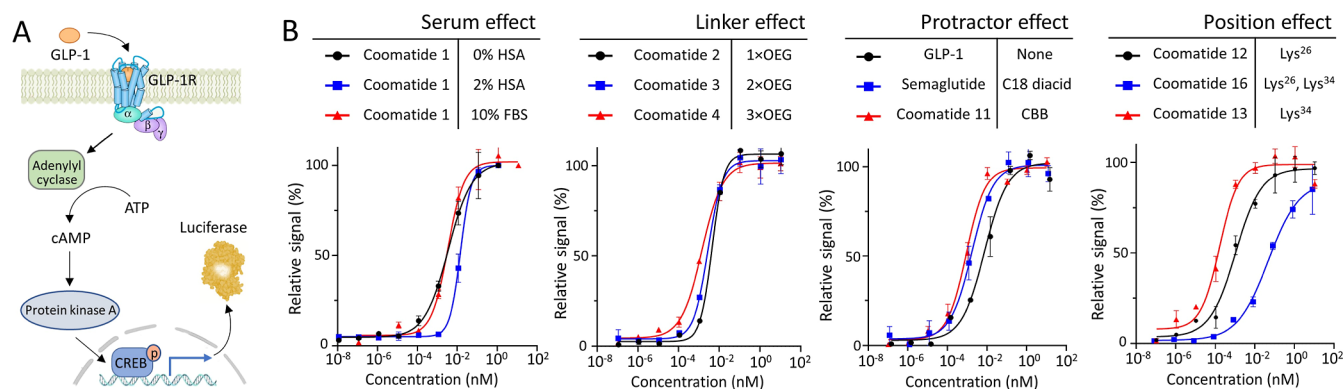 A
GLP-1
GLP-1R
α
β
γ
Adenylyl
cyclase
ATP
cAMP
Luciferase
Protein kinase A
p
CREB
B
Serum effect
Coomatide 1 0% HSA
Coomatide 1 2% HSA
Coomatide 1 10% FBS
Relative signal (%)
100
50
0
10⁻⁸ 10⁻⁶ 10⁻⁴ 10⁻² 10⁰ 10²
Concentration (nM)
Linker effect
Coomatide 2 1×OEG
Coomatide 3 2×OEG
Coomatide 4 3×OEG
Relative signal (%)
100
50
0
10⁻⁸ 10⁻⁶ 10⁻⁴ 10⁻² 10⁰ 10²
Concentration (nM)
Protractor effect
GLP-1 None
Semaglutide C18 diacid
Coomatide 11 CBB
Relative signal (%)
100
50
0
10⁻⁸ 10⁻⁶ 10⁻⁴ 10⁻² 10⁰ 10²
Concentration (nM)
Position effect
Coomatide 12 Lys²⁶
Coomatide 16 Lys²⁶, Lys³⁴
Coomatide 13 Lys³⁴
Relative signal (%)
100
50
0
10⁻⁸ 10⁻⁶ 10⁻⁴ 10⁻² 10⁰ 10²
Concentration (nM)